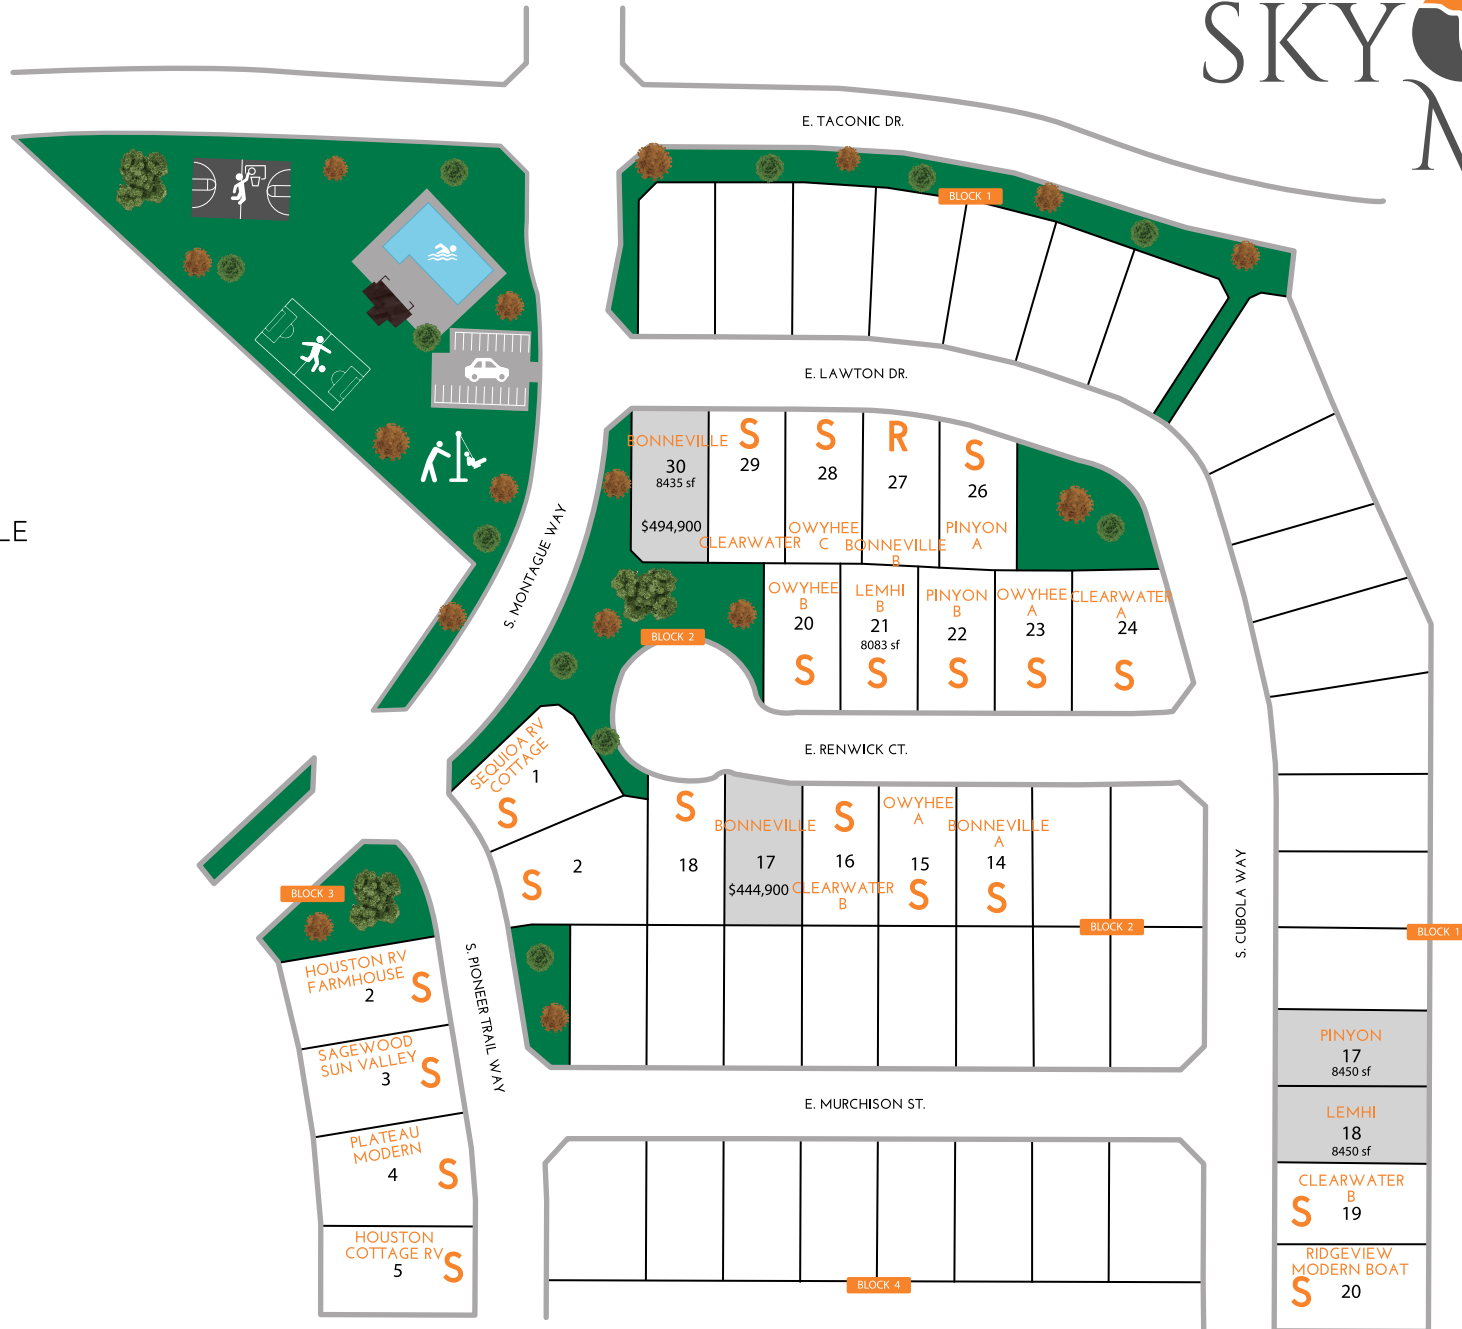 SKY
M
E. TACONIC DR.
BLOCK 1
E. LAWTON DR.
LE
S. MONTAGUE WAY
BONNEVILLE
30
8435 sf
$494,900
S
29
CLEARWATER
S
28
OWYHEE
C
R
27
BONNEVILLE
B
S
26
PINYON
A
BLOCK 2
OWYHEE
B
20
S
LEMHI
B
21
8083 sf
S
PINYON
B
22
S
OWYHEE
A
23
S
CLEARWATER
A
24
S
E. RENWICK CT.
SEQUIOA RV
COTTAGE
1
S
2
S
S
18
BONNEVILLE
17
$444,900
S
16
CLEARWATER
B
OWYHEE
A
15
S
BONNEVILLE
A
14
S
BLOCK 2
S. CUBOLA WAY
BLOCK 1
BLOCK 3
S. PIONEER TRAIL WAY
HOUSTON RV
FARMHOUSE
2
S
SAGEWOOD
SUN VALLEY
3
S
PLATEAU
MODERN
4
S
HOUSTON
COTTAGE RV
5
S
E. MURCHISON ST.
BLOCK 4
PINYON
17
8450 sf
LEMHI
18
8450 sf
CLEARWATER
B
S
19
RIDGEVIEW
MODERN BOAT
S
20